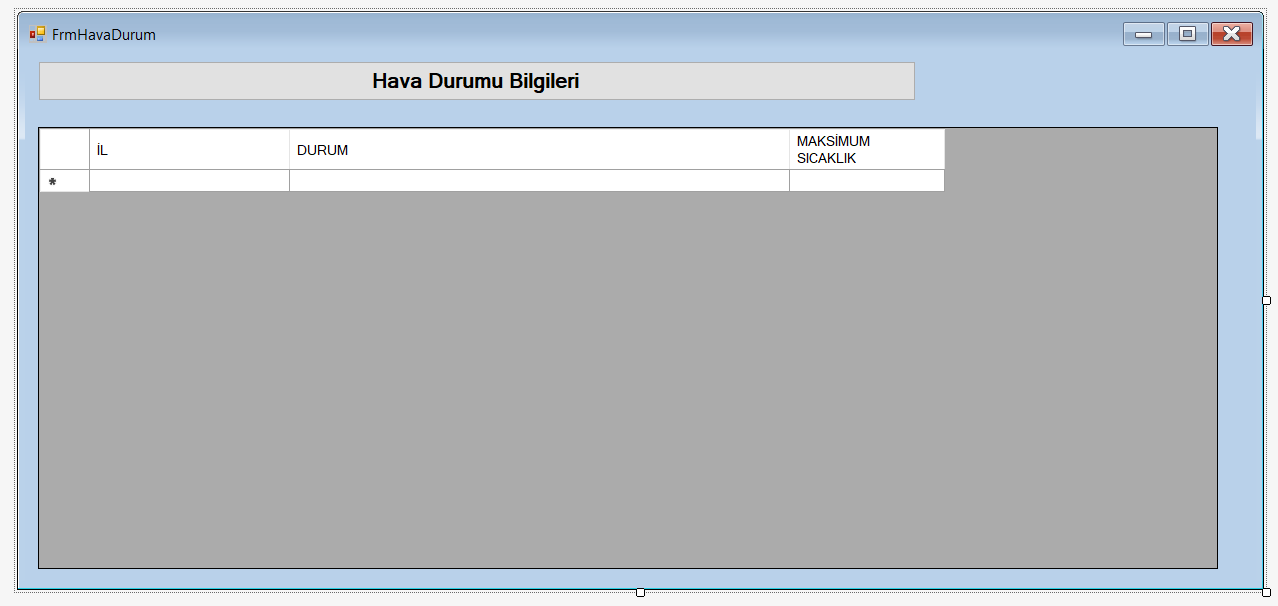 FrmHavaDurum
Hava Durumu Bilgileri
İL DURUM MAKSİMUM
SICAKLIK
*